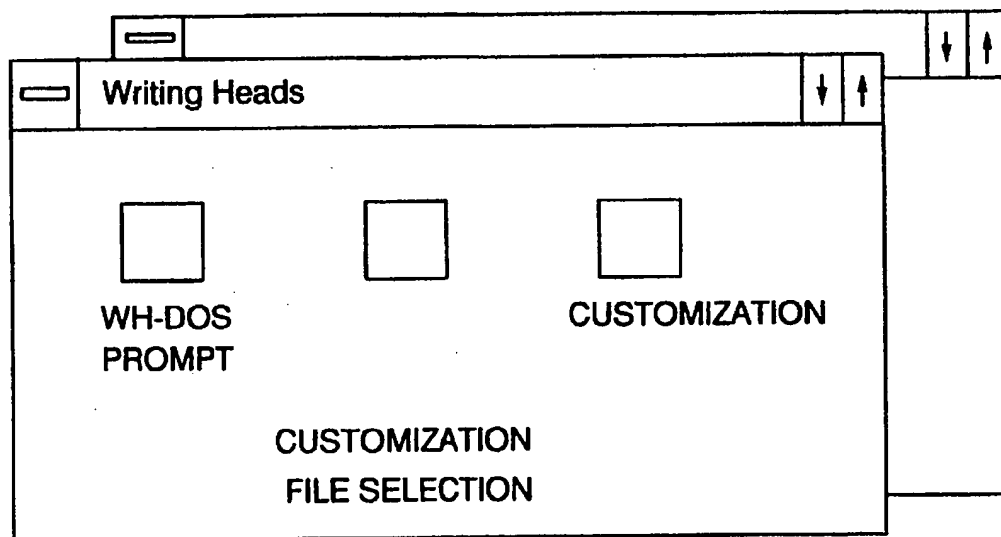 Writing Heads
WH-DOS
PROMPT
CUSTOMIZATION
CUSTOMIZATION
FILE SELECTION